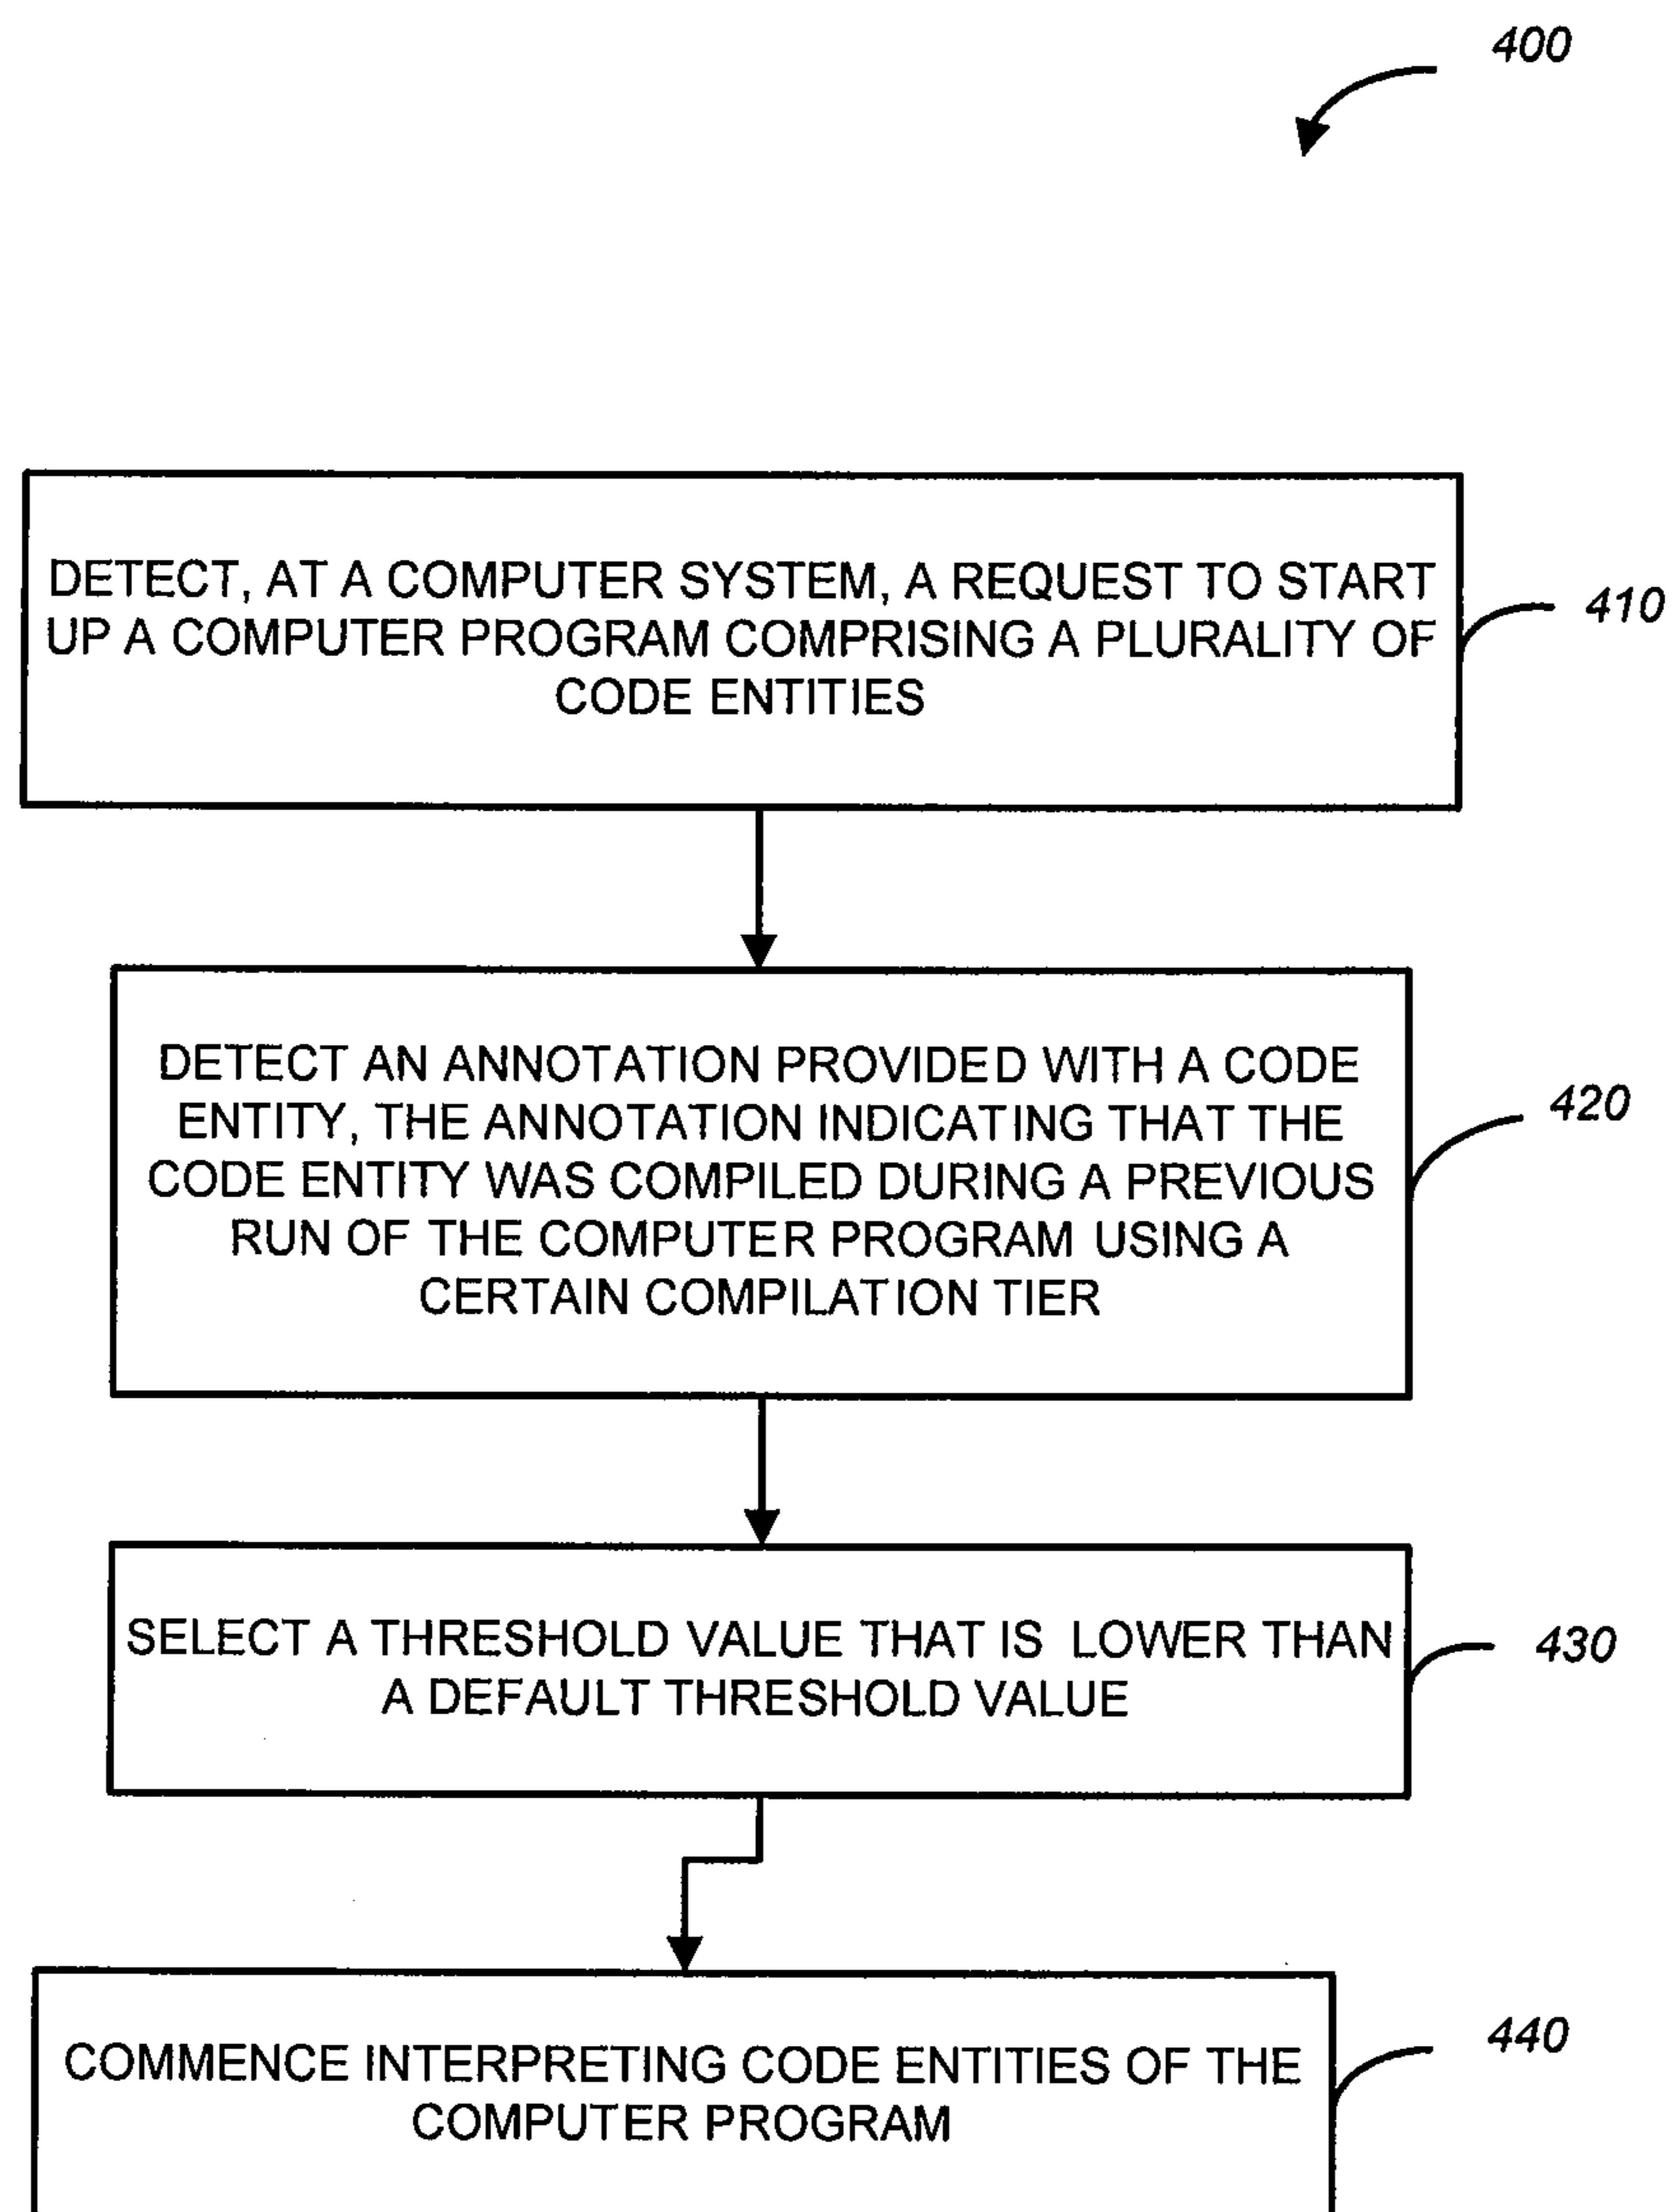 400
DETECT, AT A COMPUTER SYSTEM, A REQUEST TO START
UP A COMPUTER PROGRAM COMPRISING A PLURALITY OF
CODE ENTITIES
410
DETECT AN ANNOTATION PROVIDED WITH A CODE
ENTITY, THE ANNOTATION INDICATING THAT THE
CODE ENTITY WAS COMPILED DURING A PREVIOUS
RUN OF THE COMPUTER PROGRAM USING A
CERTAIN COMPILATION TIER
420
SELECT A THRESHOLD VALUE THAT IS LOWER THAN
A DEFAULT THRESHOLD VALUE
430
COMMENCE INTERPRETING CODE ENTITIES OF THE
COMPUTER PROGRAM
440